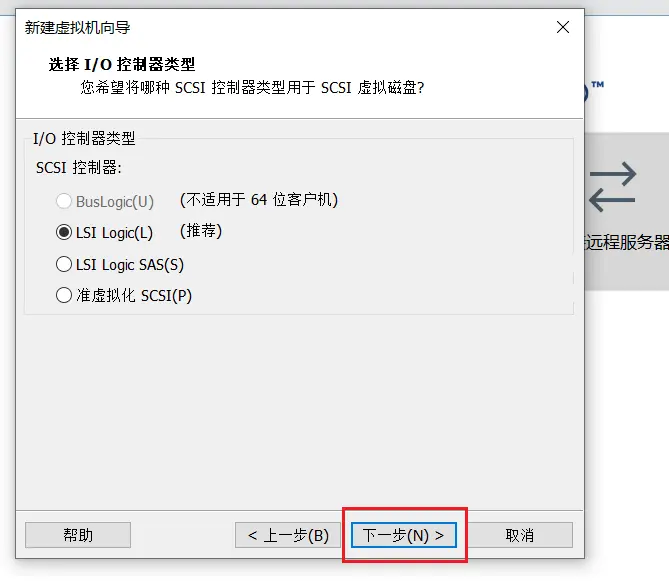 新建虚拟机向导
选择 I/O 控制器类型
您希望将哪种 SCSI 控制器类型用于 SCSI 虚拟磁盘?
TM
I/O 控制器类型
SCSI 控制器:
BusLogic(U) (不适用于 64 位客户机)
LSI Logic(L) (推荐)
LSI Logic SAS(S)
准虚拟化 SCSI(P)
远程服务器
帮助 < 上一步(B) 下一步(N) > 取消